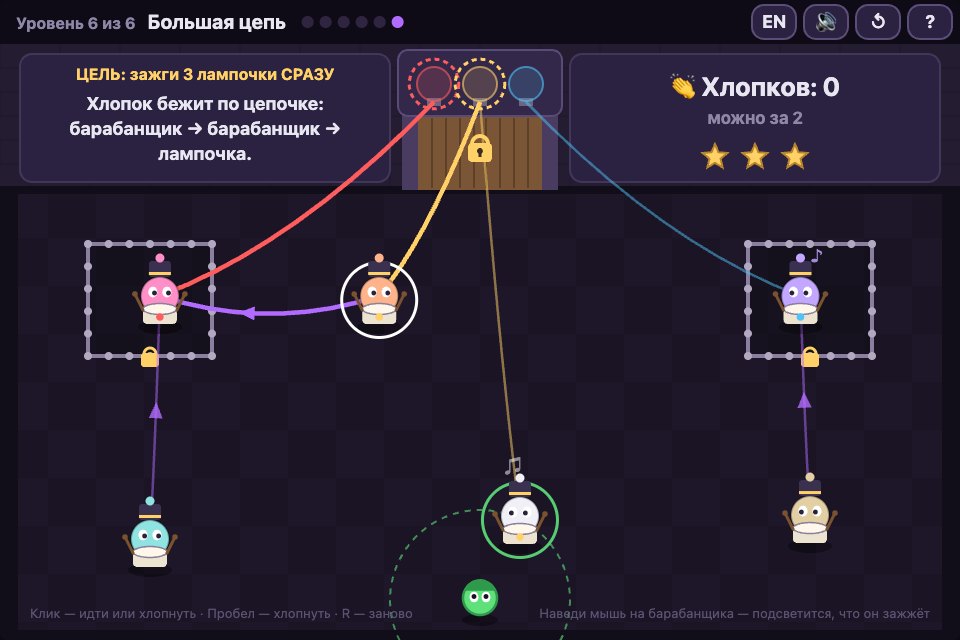 Уровень 6 из 6 Большая цепь EN ?
ЦЕЛЬ: зажги 3 лампочки СРАЗУ
Хлопок бежит по цепочке:
барабанщик → барабанщик →
лампочка.
👏 Хлопков: 0
можно за 2
Клик — идти или хлопнуть · Пробел — хлопнуть · R — заново
Наведи мышь на барабанщика — подсветится, что он зажжёт